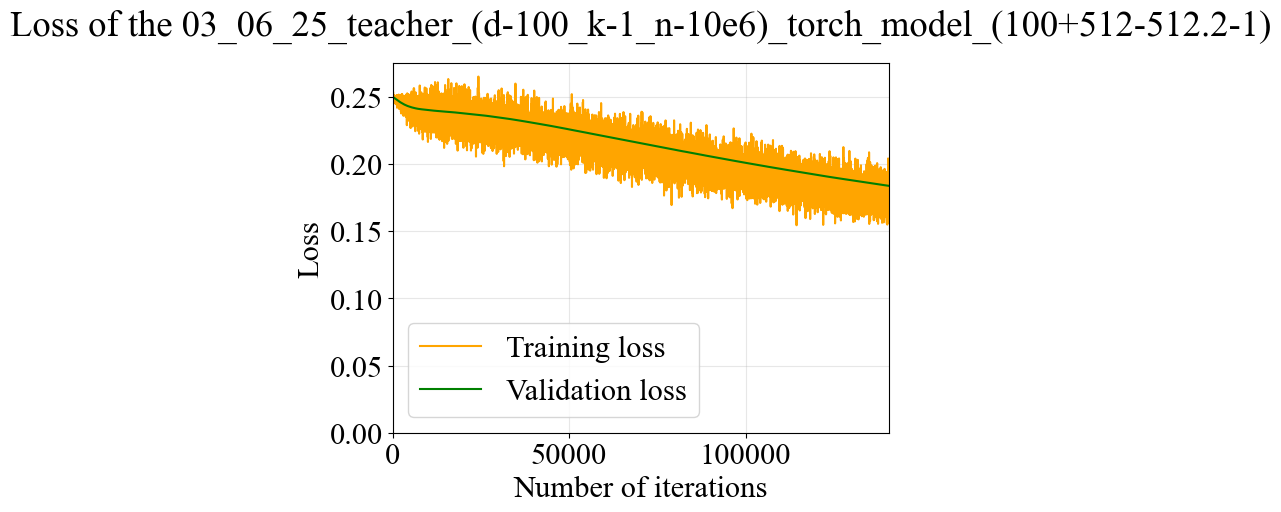 Loss of the 03_06_25_teacher_(d-100_k-1_n-10e6)_torch_model_(100+512-512.2-1)
0.25
0.20
0.15
0.10
0.05
0.00
Loss
Training loss
Validation loss
0 50000 100000
Number of iterations